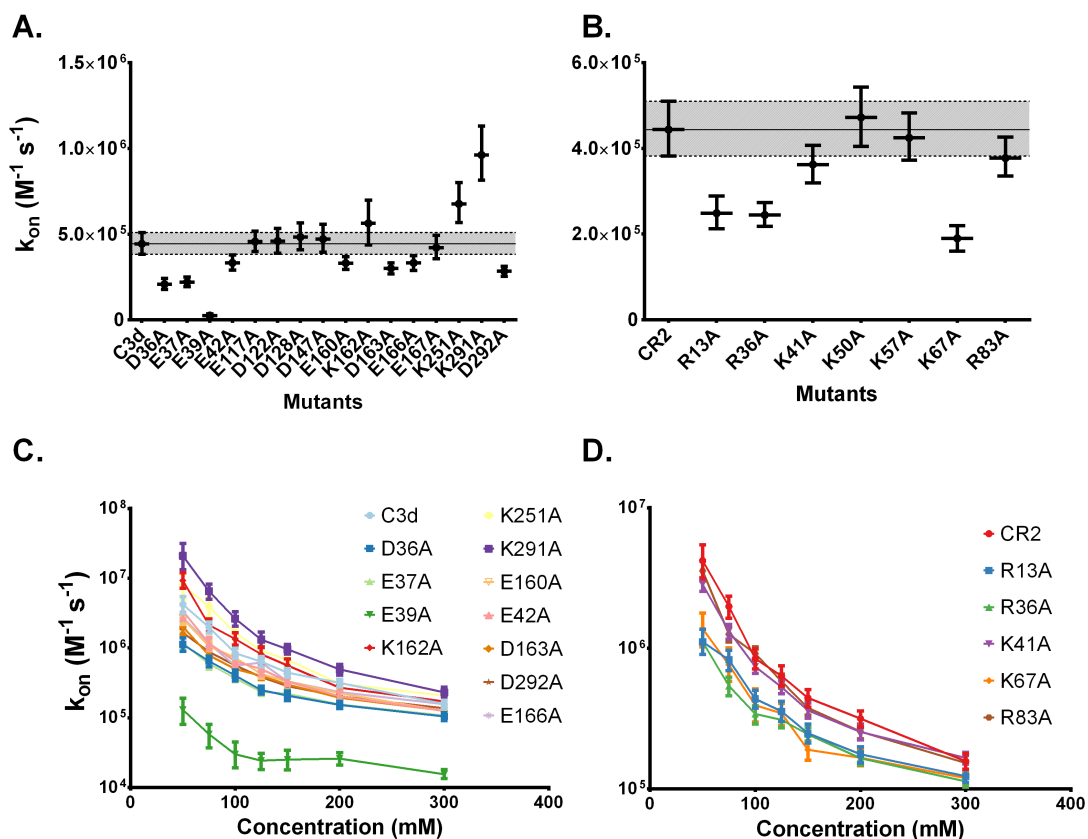 A.
B.
1.5×10⁶
1.0×10⁶
5.0×10⁵
0
kon (M⁻¹ s⁻¹)
C3d
D36A
E37A
E39A
E42A
E117A
D122A
D128A
D147A
E160A
K162A
D163A
E166A
E167A
K251A
K291A
D292A
Mutants
6.0×10⁵
4.0×10⁵
2.0×10⁵
0
CR2
R13A
R36A
K41A
K50A
K57A
K67A
R83A
Mutants
C.
D.
10⁸
10⁷
10⁶
10⁵
10⁴
kon (M⁻¹ s⁻¹)
C3d
D36A
E37A
E39A
K162A
K251A
K291A
E160A
E42A
D163A
D292A
E166A
0
100
200
300
400
Concentration (mM)
10⁷
10⁶
10⁵
CR2
R13A
R36A
K41A
K67A
R83A
0
100
200
300
400
Concentration (mM)